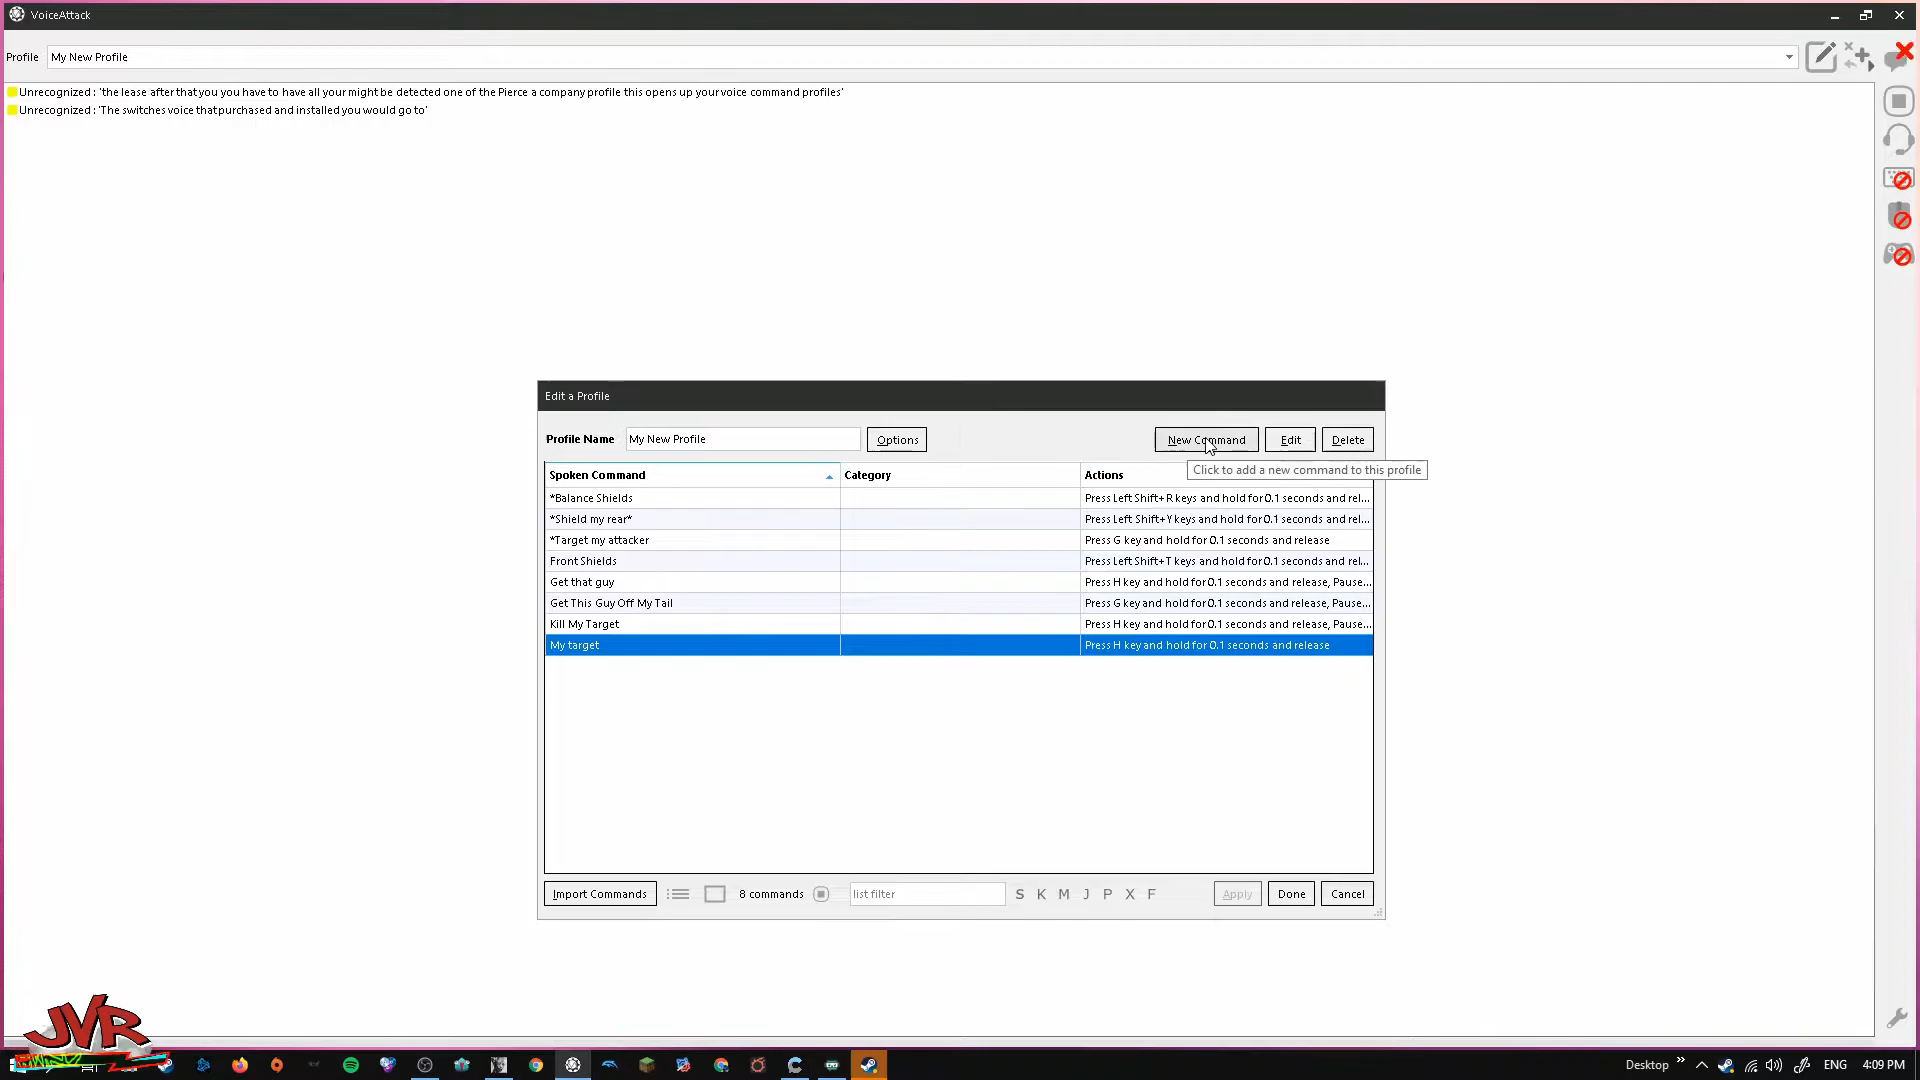 VoiceAttack
Profile My New Profile
Unrecognized : 'the lease after that you you have to have all your might be detected one of the Pierce a company profile this opens up your voice command profiles'
Unrecognized : 'The switches voice that purchased and installed you would go to'
Edit a Profile
Profile Name My New Profile Options New Command Edit Delete
Click to add a new command to this profile
Spoken Command Category Actions
*Balance Shields Press Left Shift+R keys and hold for 0.1 seconds and rel...
*Shield my rear* Press Left Shift+Y keys and hold for 0.1 seconds and rel...
*Target my attacker Press G key and hold for 0.1 seconds and release
Front Shields Press Left Shift+T keys and hold for 0.1 seconds and rel...
Get that guy Press H key and hold for 0.1 seconds and release, Pause...
Get This Guy Off My Tail Press G key and hold for 0.1 seconds and release, Pause...
Kill My Target Press H key and hold for 0.1 seconds and release, Pause...
My target Press H key and hold for 0.1 seconds and release
Import Commands 8 commands list filter S K M J P X F Apply Done Cancel
JVR
Desktop ENG 4:09 PM